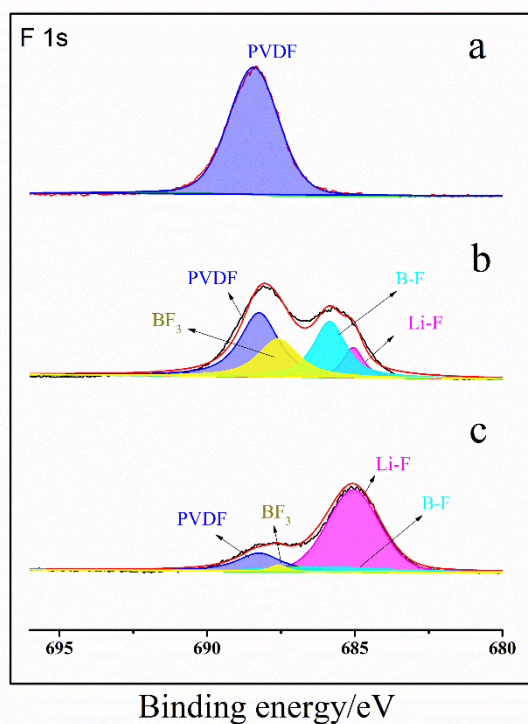 F 1s
PVDF
a
b
PVDF
B-F
BF₃
Li-F
c
Li-F
PVDF
BF₃
B-F
695
690
685
680
Binding energy/eV